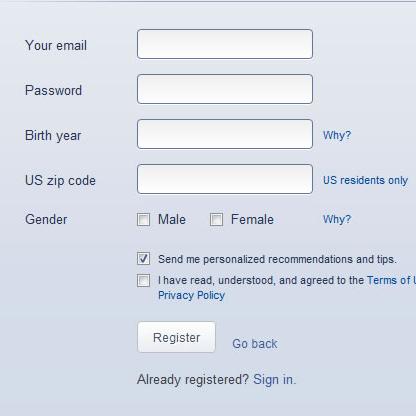 Your email
Password
Birth year Why?
US zip code US residents only
Gender Male Female Why?
Send me personalized recommendations and tips.
I have read, understood, and agreed to the Terms of
Privacy Policy
Register Go back
Already registered? Sign in.